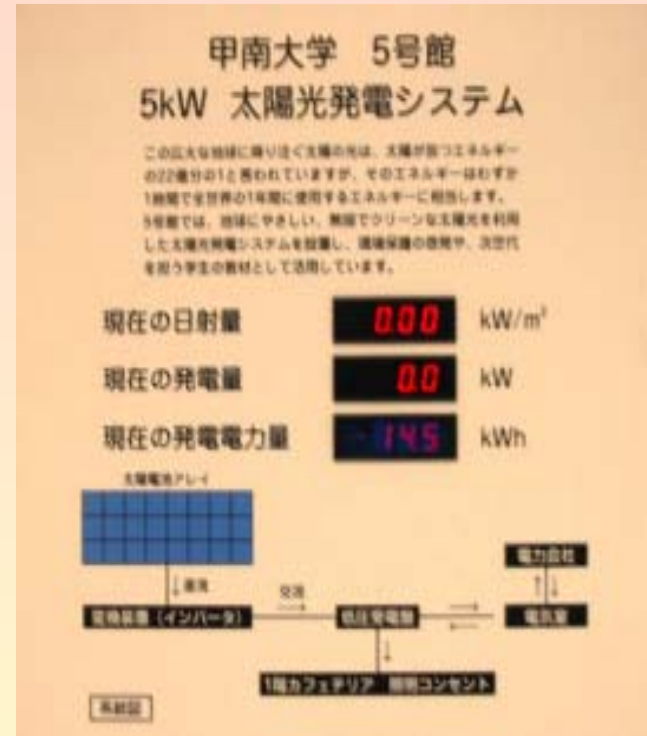 甲南大学 5号館
5kW 太陽光発電システム
この広大な地球に降り注ぐ太陽の光は、太陽が放つエネルギー
の22億分の1と言われていますが、そのエネルギーはわずか
1時間で全世界の1年間に使用するエネルギーに相当します。
5号館では、地球にやさしい、無限でクリーンな太陽光を利用
した太陽光発電システムを設置し、環境保護の啓発や、次世代
を担う学生の教材として活用しています。
現在の日射量 0.00 kW/m²
現在の発電量 0.0 kW
現在の発電電力量 14.5 kWh
太陽電池アレイ
電力会社
直流
交流
変換装置（インバータ）
低圧発電盤
電気室
1階カフェテリア 照明コンセント
系統図